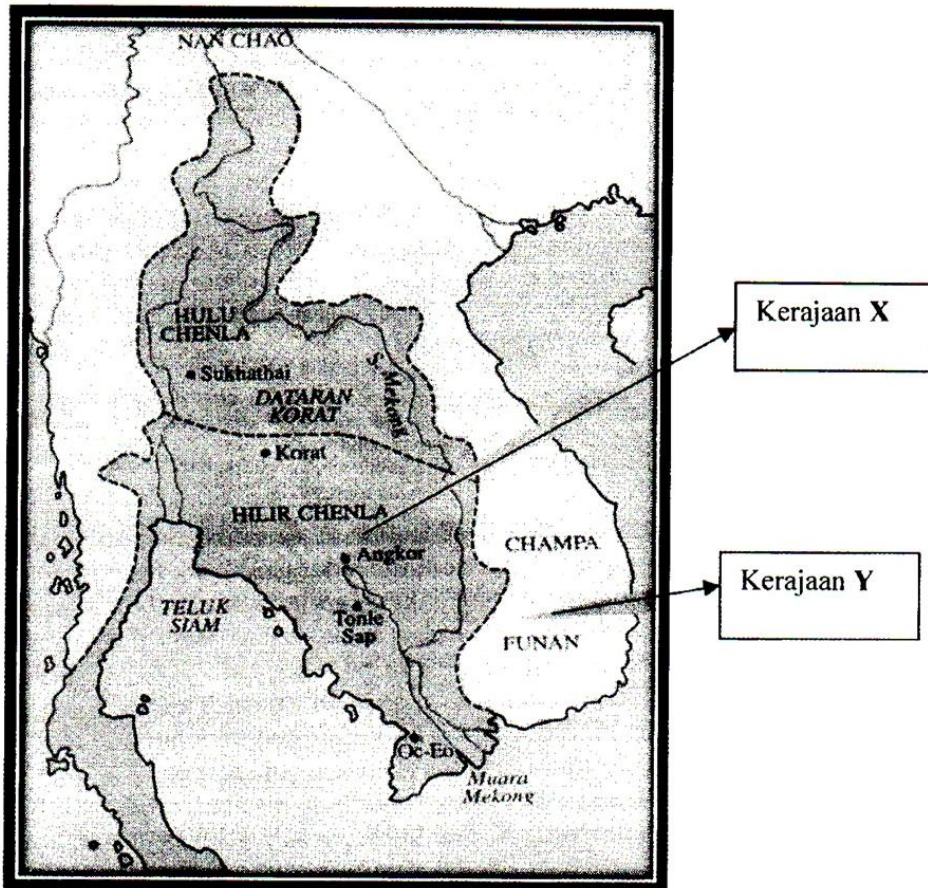 NAN CHAO
HULU
CHENLA
Sukhathai
DATARAN
KORAT
S. Mekong
Korat
HILIR CHENLA
Angkor
TELUK
SIAM
Tonle
Sap
CHAMPA
FUNAN
Oc-Eo
Muara
Mekong
Kerajaan X
Kerajaan Y